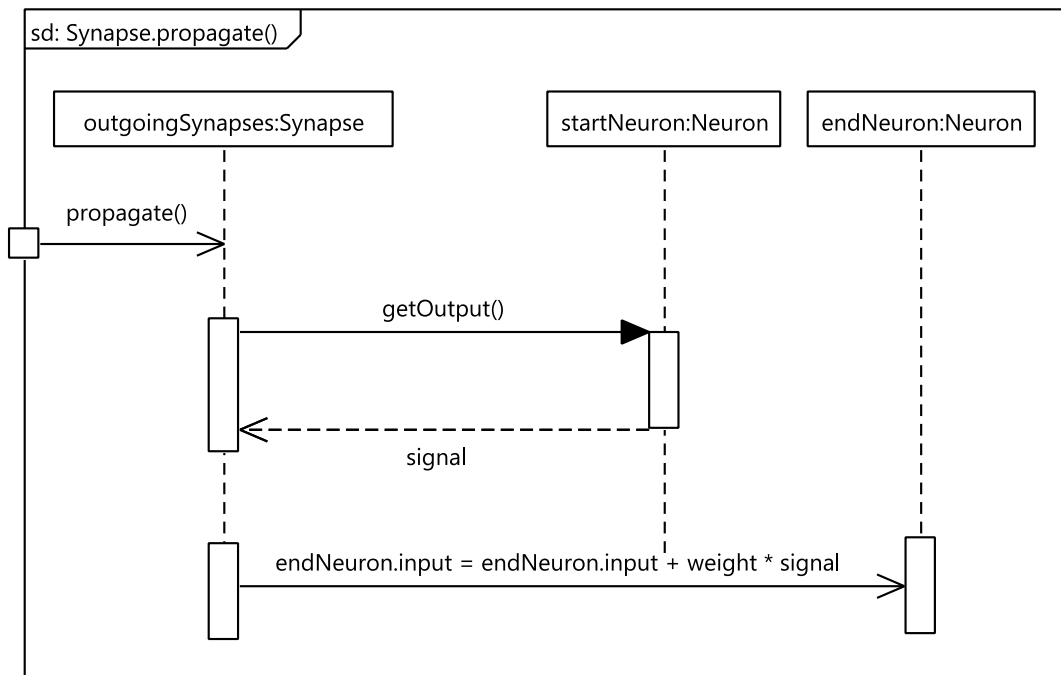 sd: Synapse.propagate()
outgoingSynapses:Synapse
startNeuron:Neuron
endNeuron:Neuron
propagate()
getOutput()
signal
endNeuron.input = endNeuron.input + weight * signal